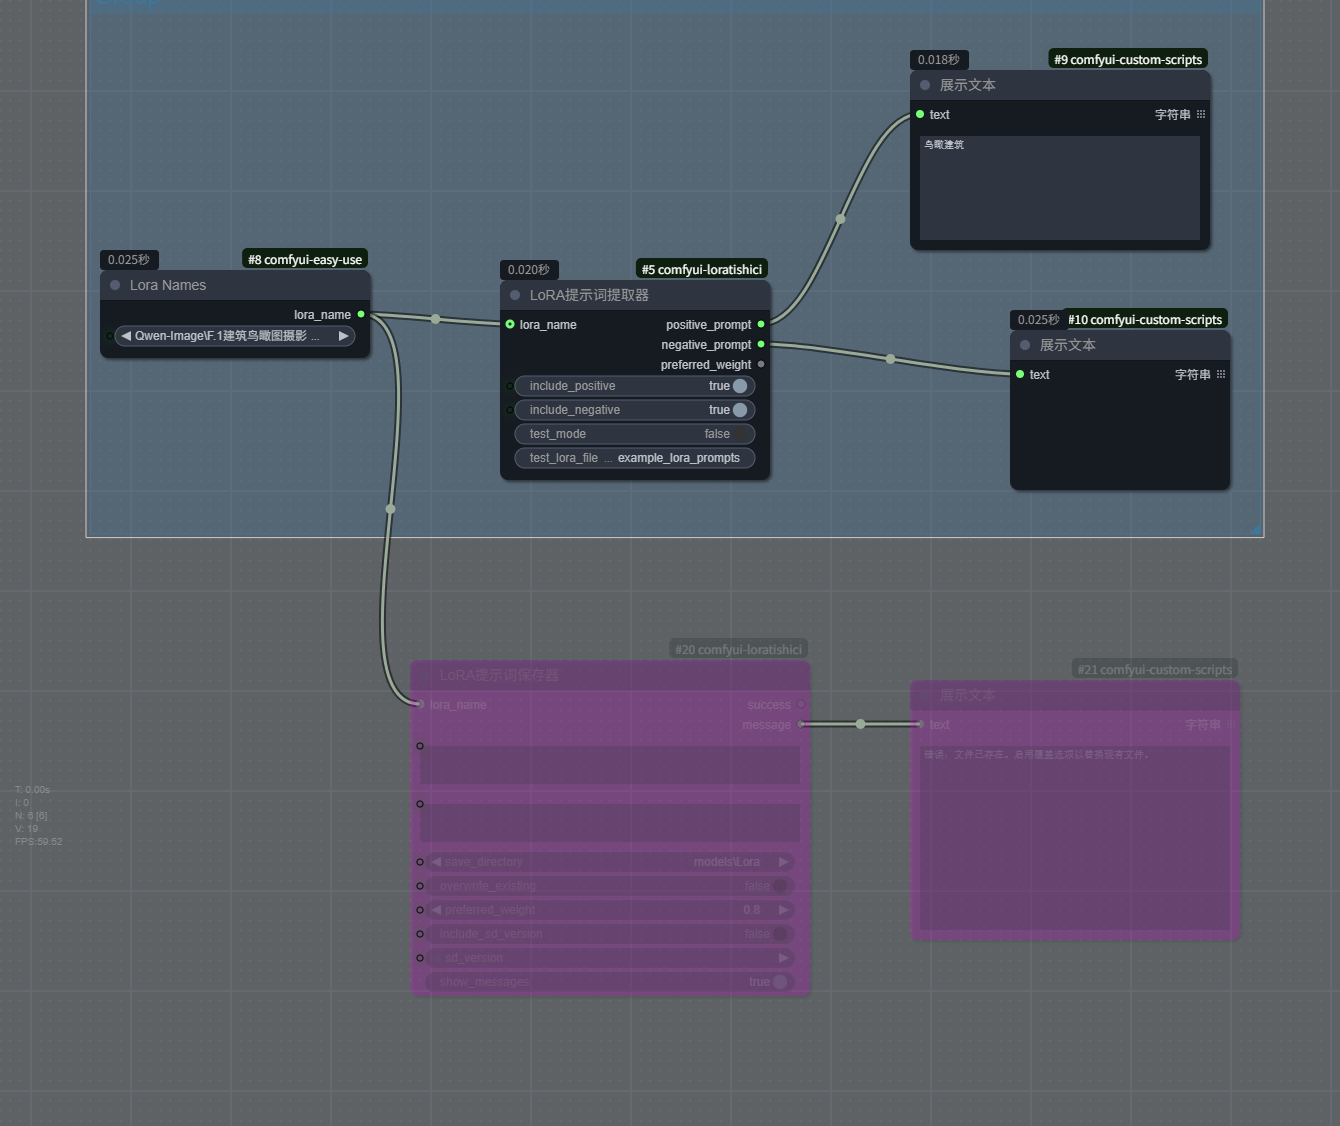 Group
0.018秒
#9 comfyui-custom-scripts
展示文本
text
字符串
鸟瞰建筑
0.025秒
#8 comfyui-easy-use
Lora Names
lora_name
Qwen-Image\F.1建筑鸟瞰图摄影 ...
0.020秒
#5 comfyui-loratishici
LoRA提示词提取器
lora_name
positive_prompt
negative_prompt
preferred_weight
include_positive
true
include_negative
true
test_mode
false
test_lora_file ...
example_lora_prompts
0.025秒
#10 comfyui-custom-scripts
展示文本
text
字符串
#20 comfyui-loratishici
LoRA提示词保存器
lora_name
success
message
save_directory
models\Lora
overwrite_existing
false
preferred_weight
0.8
include_sd_version
false
sd_version
show_messages
true
#21 comfyui-custom-scripts
展示文本
text
字符串
错误：文件已存在。启用覆盖选项以替换现有文件。
T: 0.00s
I: 0
N: 6 [6]
V: 19
FPS:59.52